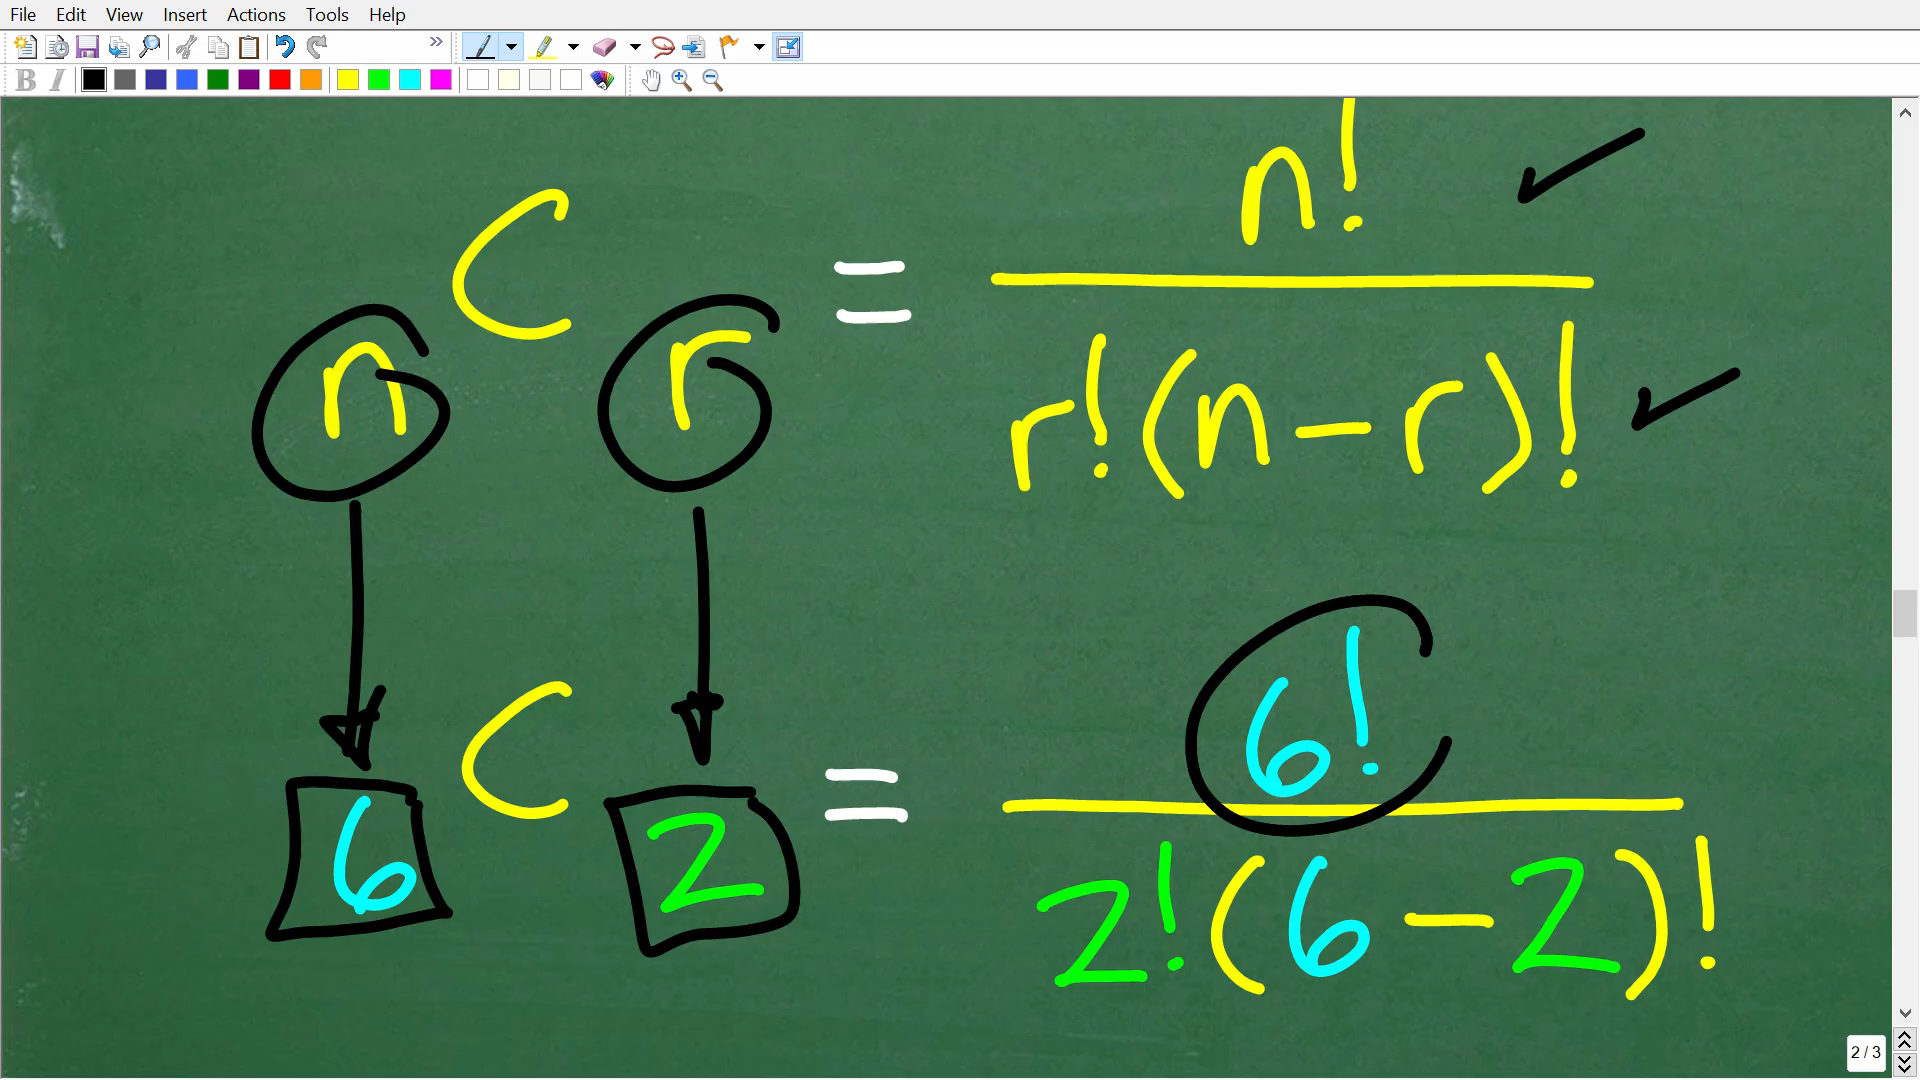 File Edit View Insert Actions Tools Help
B I
nCr = n! / r!(n-r)!
6C2 = 6! / 2!(6-2)!
2 / 3